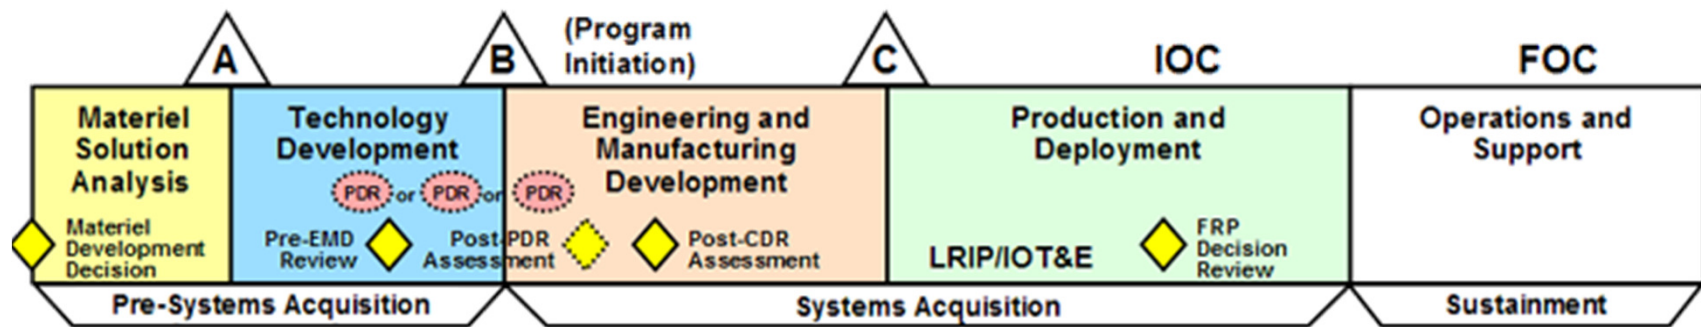 A
B
(Program
Initiation)
C
IOC
FOC
Materiel
Solution
Analysis
Technology
Development
Engineering and
Manufacturing
Development
Production and
Deployment
Operations and
Support
PDR or PDR or PDR
Materiel
Development
Decision
Pre-EMD
Review
Post-PDR
Assessment
Post-CDR
Assessment
LRIP/IOT&E
FRP
Decision
Review
Pre-Systems Acquisition
Systems Acquisition
Sustainment